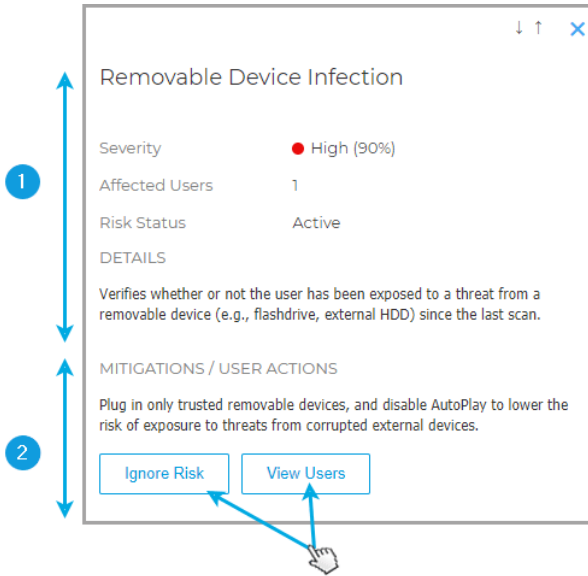 ↓ ↑ ×
Removable Device Infection
Severity High (90%)
1
Affected Users 1
Risk Status Active
DETAILS
Verifies whether or not the user has been exposed to a threat from a
removable device (e.g., flashdrive, external HDD) since the last scan.
MITIGATIONS / USER ACTIONS
Plug in only trusted removable devices, and disable AutoPlay to lower the
risk of exposure to threats from corrupted external devices.
2
Ignore Risk View Users